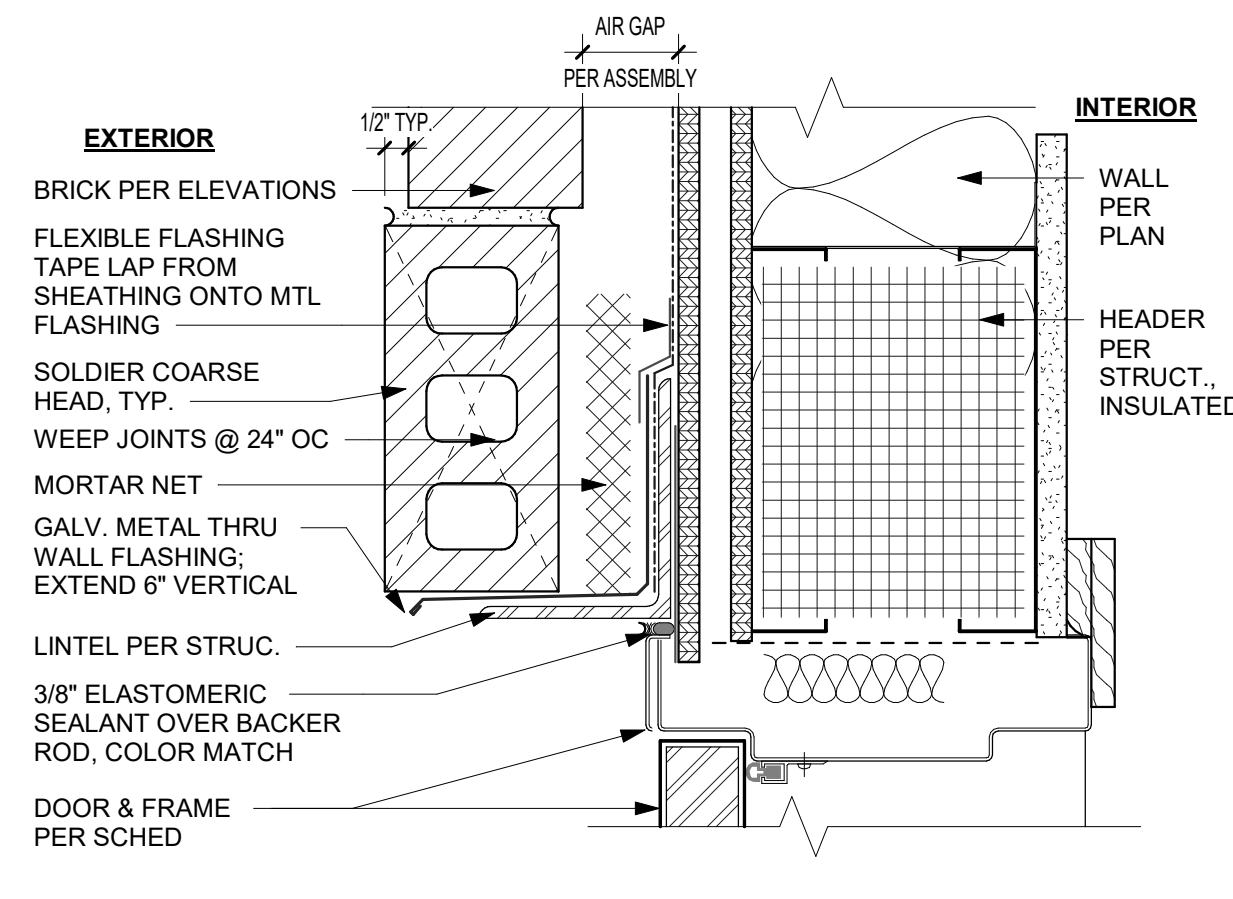 AIR GAP
PER ASSEMBLY
1/2" TYP.
EXTERIOR
BRICK PER ELEVATIONS
FLEXIBLE FLASHING
TAPE LAP FROM
SHEATHING ONTO MTL
FLASHING
SOLDIER COARSE
HEAD, TYP.
WEEP JOINTS @ 24" OC
MORTAR NET
GALV. METAL THRU
WALL FLASHING;
EXTEND 6" VERTICAL
LINTEL PER STRUC.
3/8" ELASTOMERIC
SEALANT OVER BACKER
ROD, COLOR MATCH
DOOR & FRAME
PER SCHED
INTERIOR
WALL
PER
PLAN
HEADER
PER
STRUCT.,
INSULATED